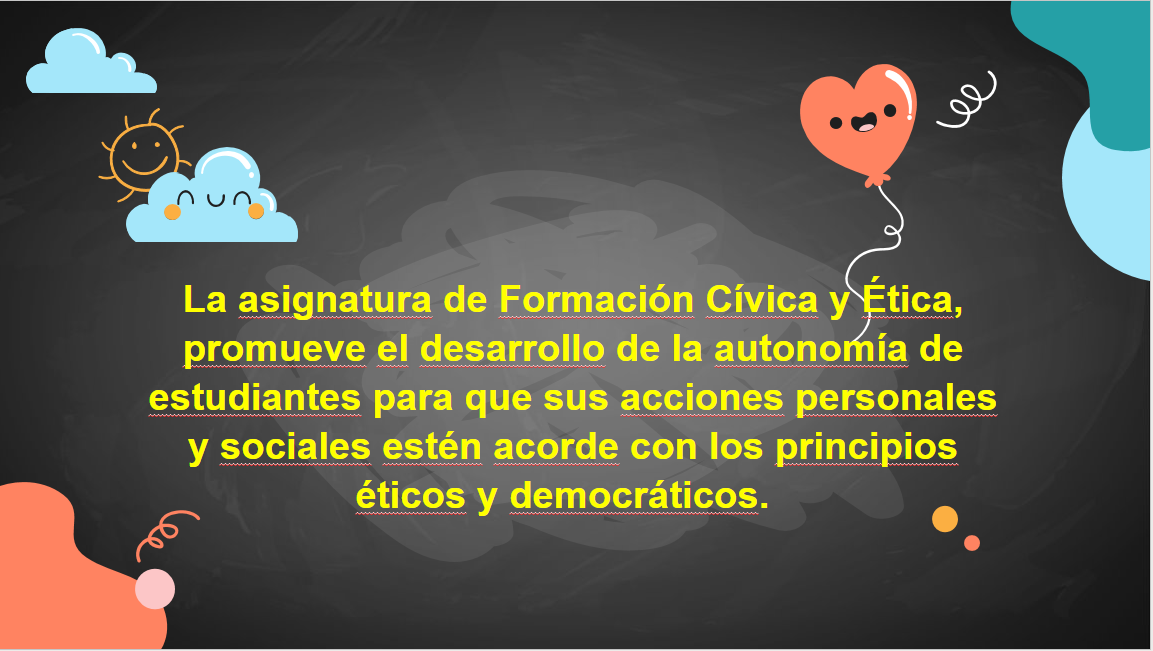 La asignatura de Formación Cívica y Ética,
promueve el desarrollo de la autonomía de
estudiantes para que sus acciones personales
y sociales estén acorde con los principios
éticos y democráticos.